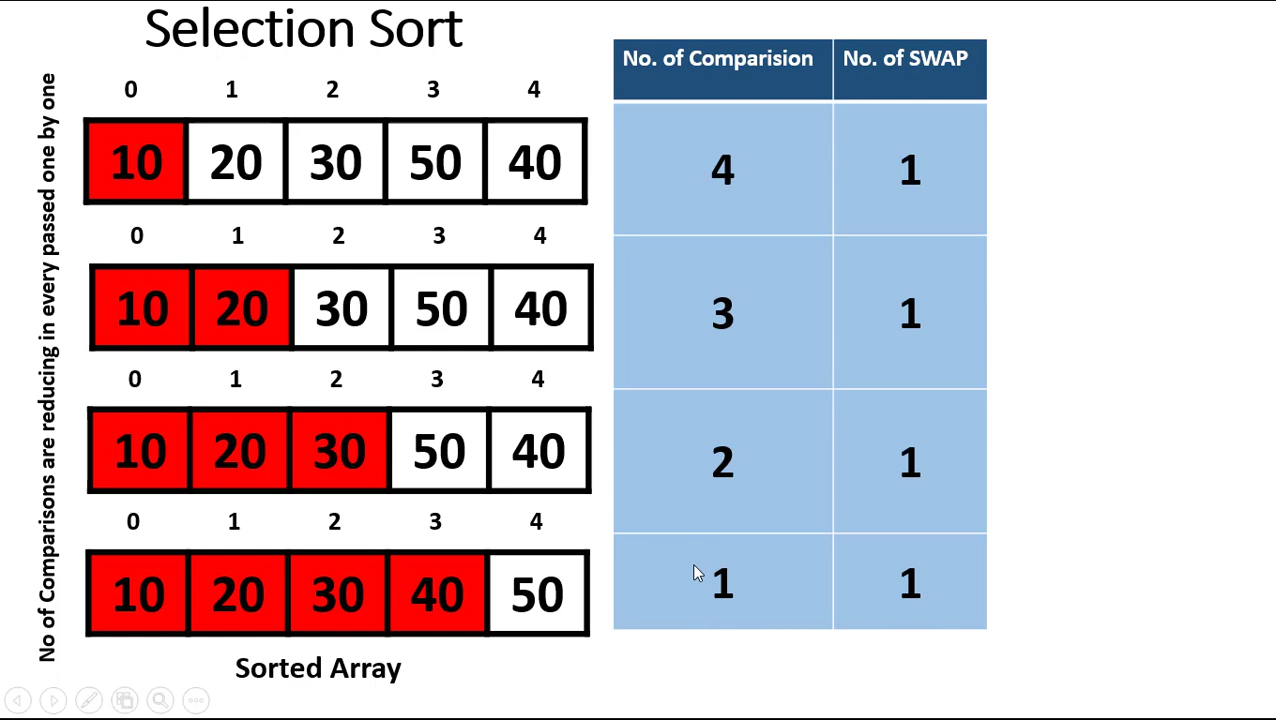 Selection Sort
No of Comparisons are reducing in every passed one by one
0 1 2 3 4
10 20 30 50 40
0 1 2 3 4
10 20 30 50 40
0 1 2 3 4
10 20 30 50 40
0 1 2 3 4
10 20 30 40 50
Sorted Array
No. of Comparision No. of SWAP
4 1
3 1
2 1
1 1